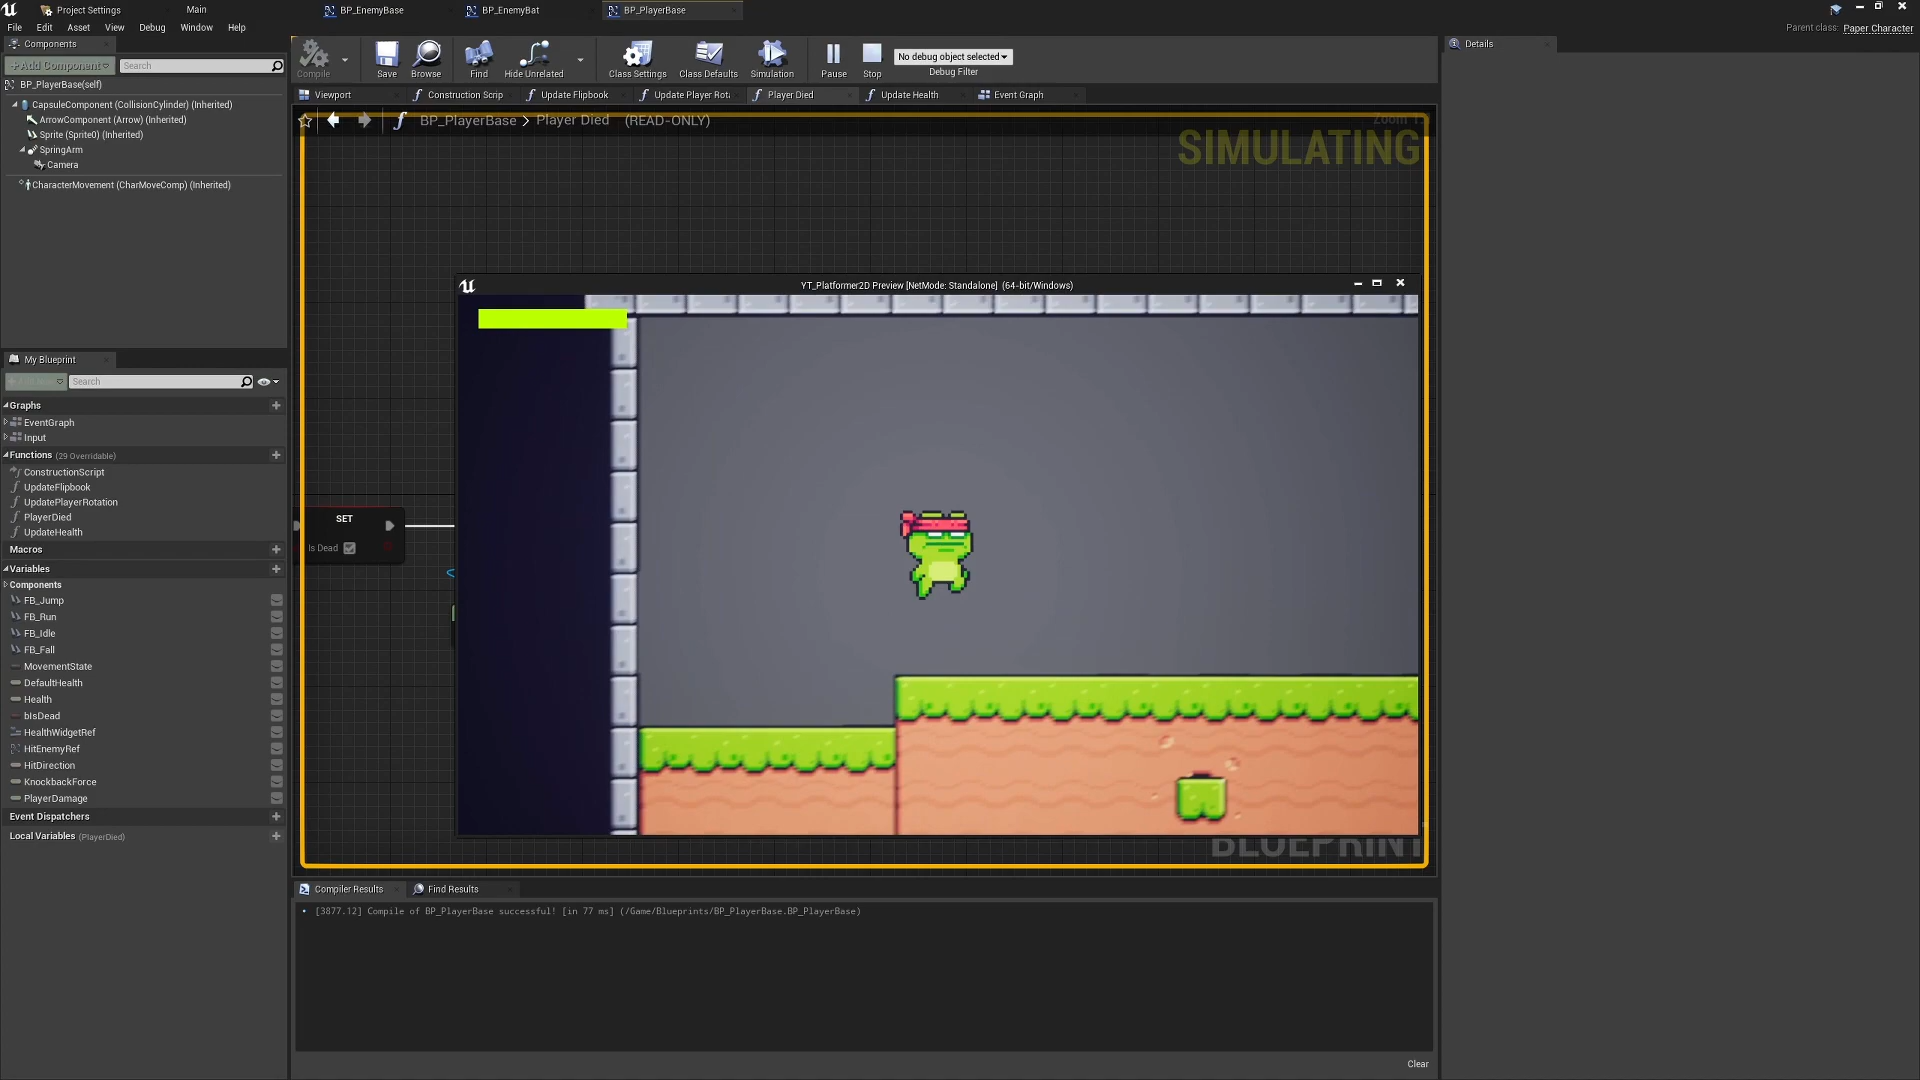 Project Settings
Main
BP_EnemyBase
BP_EnemyBat
BP_PlayerBase
File Edit Asset View Debug Window Help
Parent class: Paper Character
Components
+Add Component
Search
BP_PlayerBase(self)
CapsuleComponent (CollisionCylinder) (Inherited)
ArrowComponent (Arrow) (Inherited)
Sprite (Sprite0) (Inherited)
SpringArm
Camera
CharacterMovement (CharMoveComp) (Inherited)
Compile
Save
Browse
Find
Hide Unrelated
Class Settings
Class Defaults
Simulation
Pause
Stop
No debug object selected
Debug Filter
Details
Viewport
Construction Scrip
Update Flipbook
Update Player Rot
Player Died
Update Health
Event Graph
BP_PlayerBase > Player Died (READ-ONLY)
SIMULATING
SET
Is Dead
YT_Platformer2D Preview [NetMode: Standalone] (64-bit/Windows)
BLUEPRINT
My Blueprint
Search
Graphs
EventGraph
Input
Functions (29 Overridable)
ConstructionScript
UpdateFlipbook
UpdatePlayerRotation
PlayerDied
UpdateHealth
Macros
Variables
Components
FB_Jump
FB_Run
FB_Idle
FB_Fall
MovementState
DefaultHealth
Health
bIsDead
HealthWidgetRef
HitEnemyRef
HitDirection
KnockbackForce
PlayerDamage
Event Dispatchers
Local Variables (PlayerDied)
Compiler Results
Find Results
[3877.12] Compile of BP_PlayerBase successful! [in 77 ms] (/Game/Blueprints/BP_PlayerBase.BP_PlayerBase)
Clear